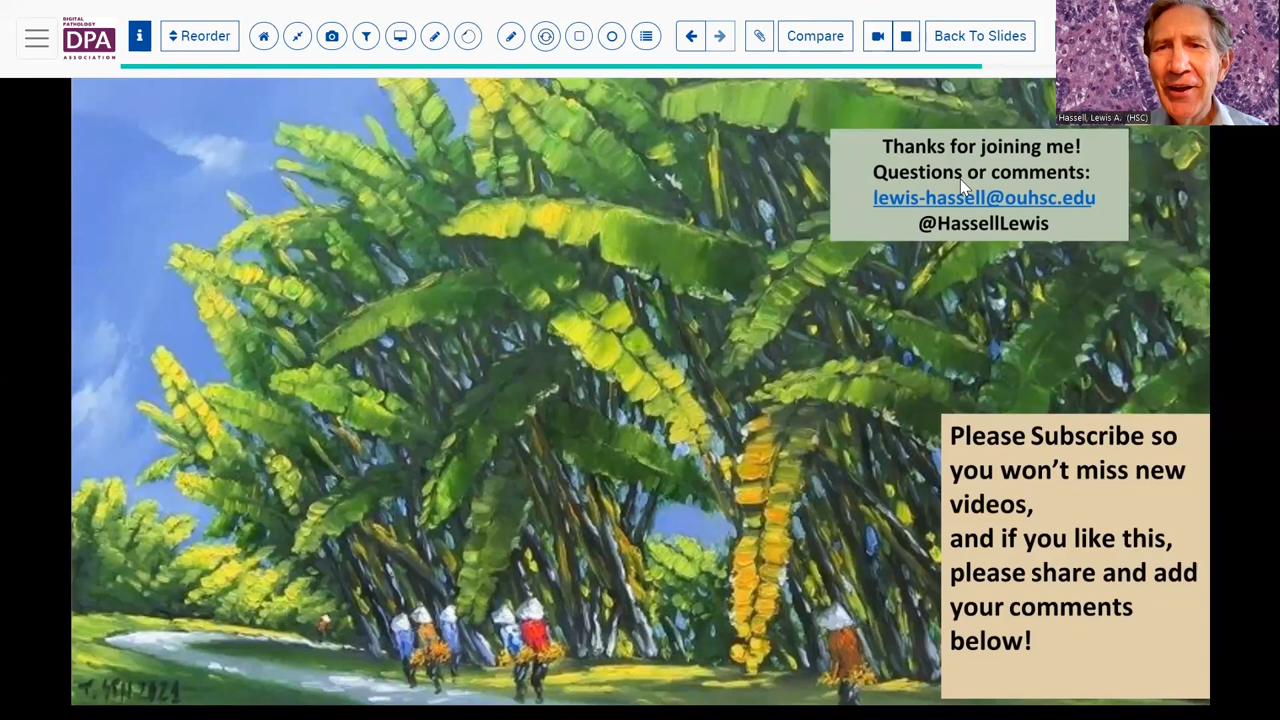 DIGITAL
PATHOLOGY
DPA
ASSOCIATION
i
Reorder
Compare
Back To Slides
Hassell, Lewis A. (HSC)
Thanks for joining me!
Questions or comments:
lewis-hassell@ouhsc.edu
@HassellLewis
Please Subscribe so
you won’t miss new
videos,
and if you like this,
please share and add
your comments
below!